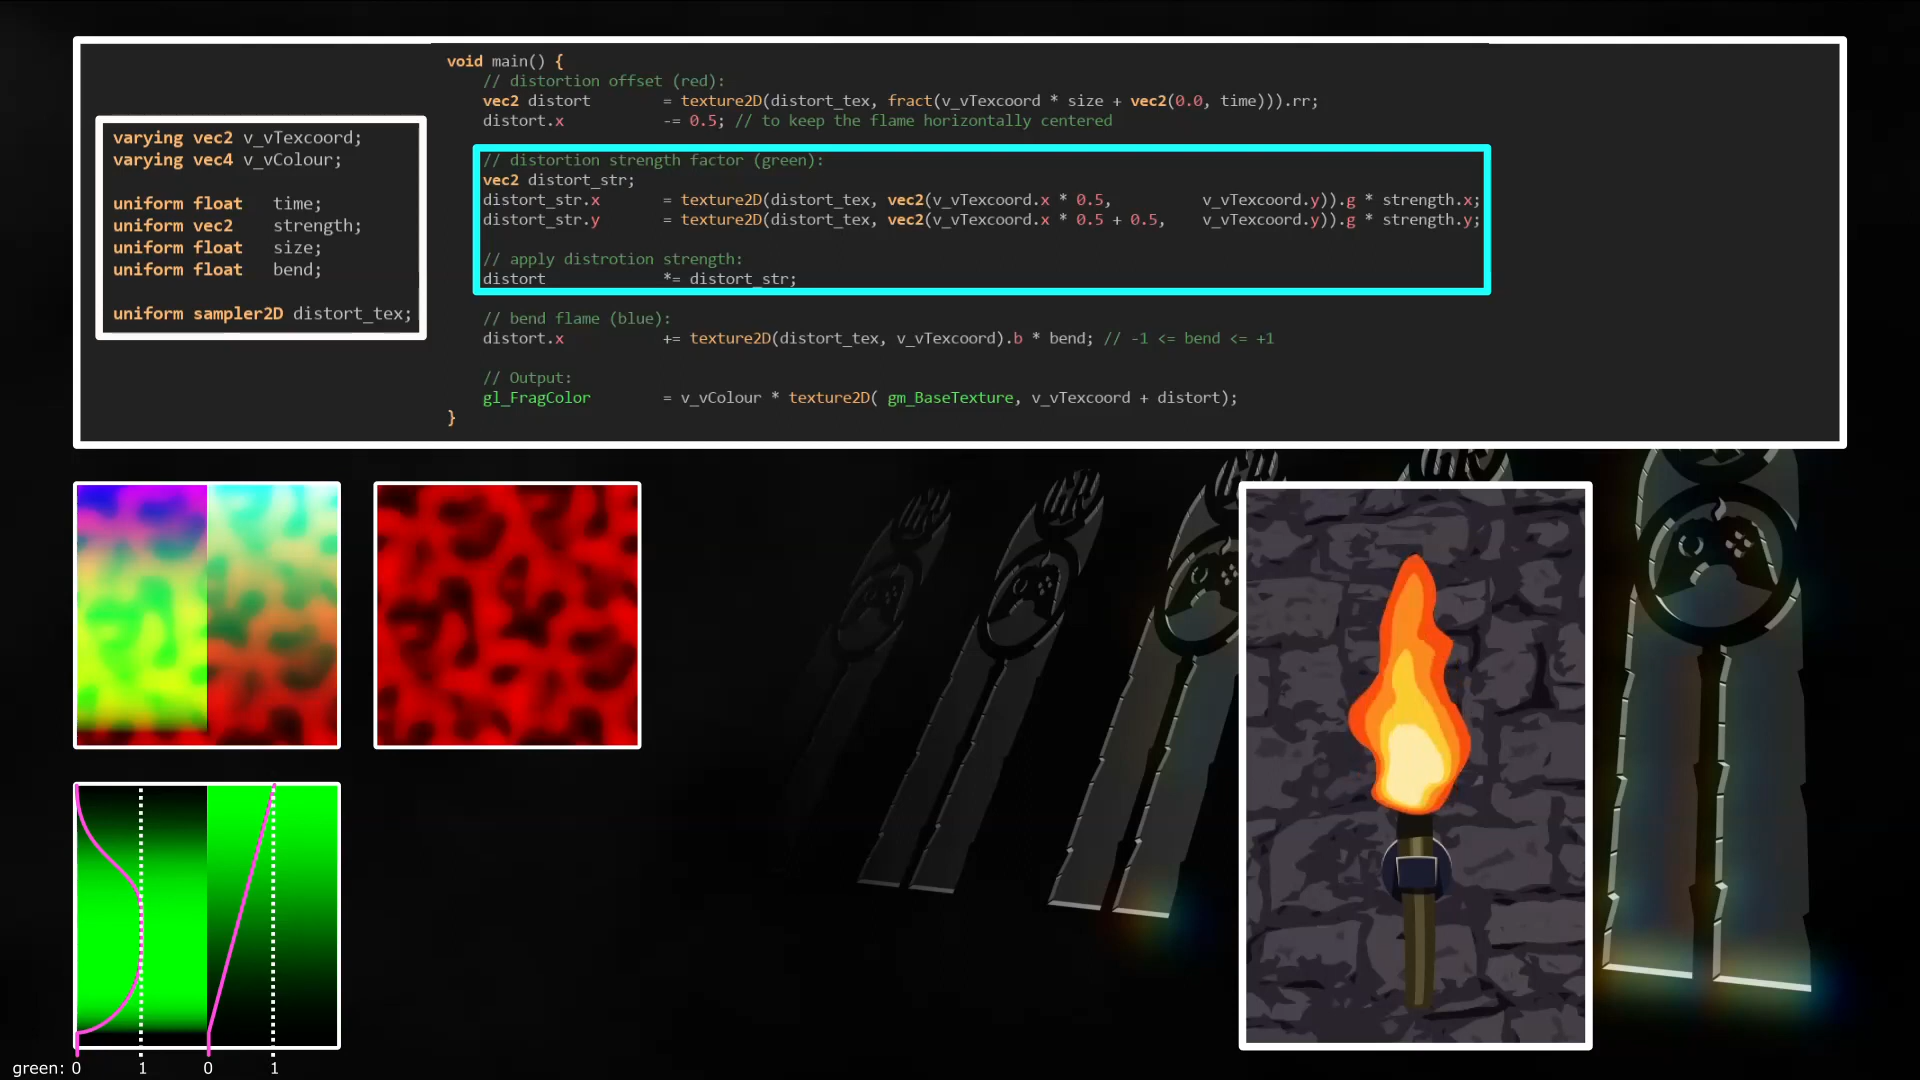 varying vec2 v_vTexcoord;
varying vec4 v_vColour;
uniform float time;
uniform vec2 strength;
uniform float size;
uniform float bend;
uniform sampler2D distort_tex;
void main() {
// distortion offset (red):
vec2 distort = texture2D(distort_tex, fract(v_vTexcoord * size + vec2(0.0, time))).rr;
distort.x -= 0.5; // to keep the flame horizontally centered
// distortion strength factor (green):
vec2 distort_str;
distort_str.x = texture2D(distort_tex, vec2(v_vTexcoord.x * 0.5, v_vTexcoord.y)).g * strength.x;
distort_str.y = texture2D(distort_tex, vec2(v_vTexcoord.x * 0.5 + 0.5, v_vTexcoord.y)).g * strength.y;
// apply distrotion strength:
distort *= distort_str;
// bend flame (blue):
distort.x += texture2D(distort_tex, v_vTexcoord).b * bend; // -1 <= bend <= +1
// Output:
gl_FragColor = v_vColour * texture2D( gm_BaseTexture, v_vTexcoord + distort);
}
green: 0 1 0 1